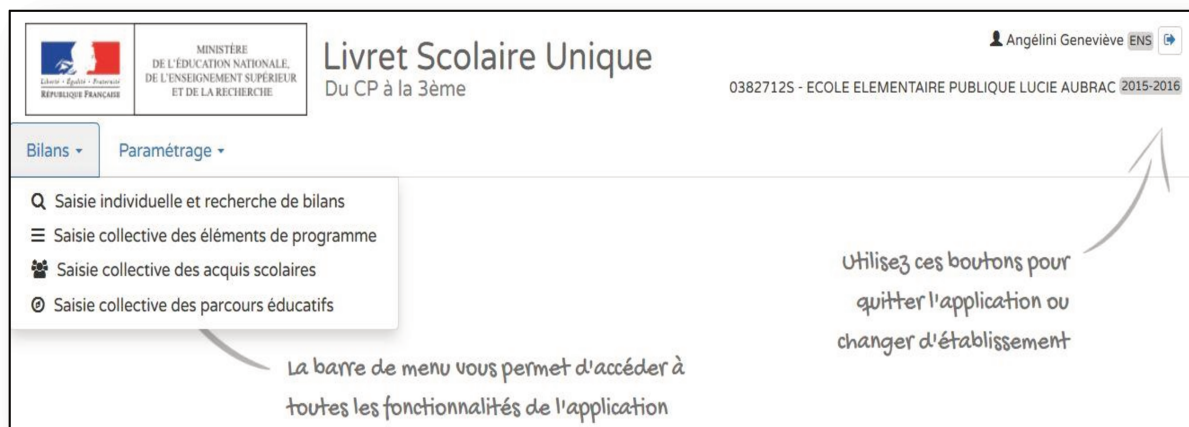 Liberté • Égalité • Fraternité
RÉPUBLIQUE FRANÇAISE
MINISTÈRE
DE L'ÉDUCATION NATIONALE,
DE L'ENSEIGNEMENT SUPÉRIEUR
ET DE LA RECHERCHE
Livret Scolaire Unique
Du CP à la 3ème
Angélini Geneviève ENS
0382712S - ECOLE ELEMENTAIRE PUBLIQUE LUCIE AUBRAC 2015-2016
Bilans
Paramétrage
Saisie individuelle et recherche de bilans
Saisie collective des éléments de programme
Saisie collective des acquis scolaires
Saisie collective des parcours éducatifs
Utilisez ces boutons pour
quitter l'application ou
changer d'établissement
La barre de menu vous permet d'accéder à
toutes les fonctionnalités de l'application